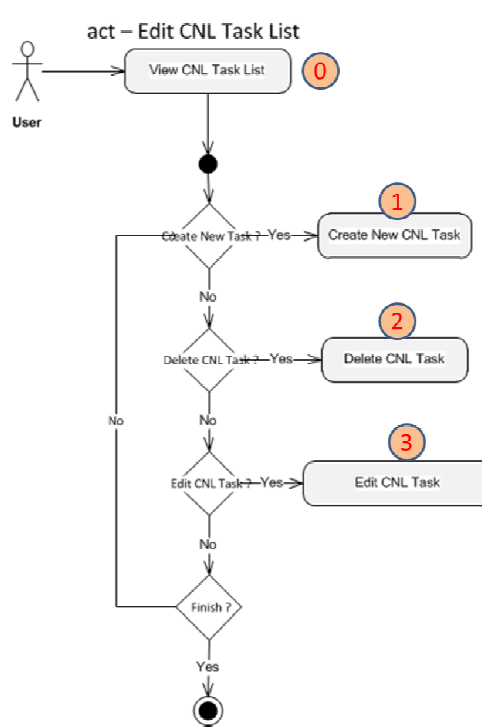 act – Edit CNL Task List
View CNL Task List
0
User
1
Create New Task ?
Yes
Create New CNL Task
No
2
Delete CNL Task ?
Yes
Delete CNL Task
No
No
3
Edit CNL Task ?
Yes
Edit CNL Task
No
Finish ?
Yes